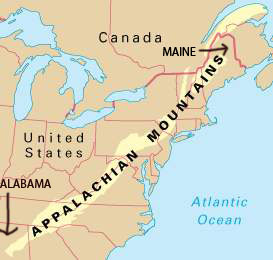 Canada
MAINE
APPALACHIAN MOUNTAINS
United
States
ALABAMA
Atlantic
Ocean